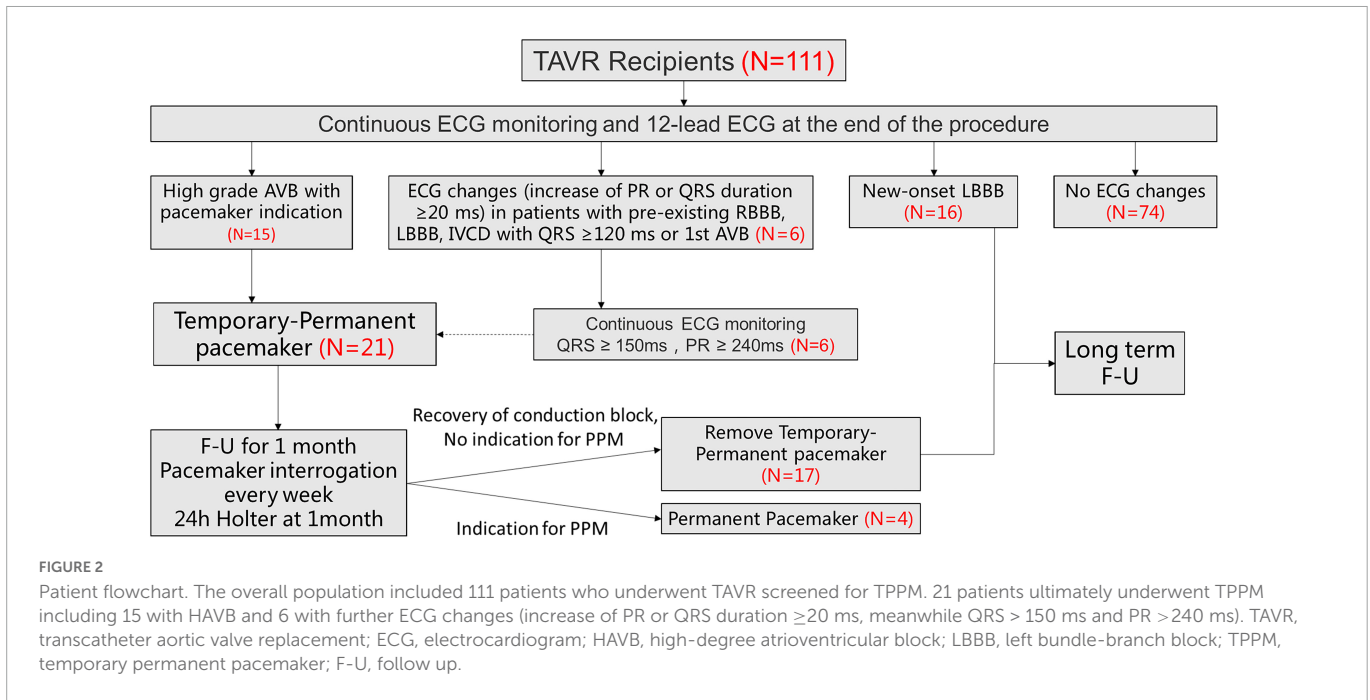 TAVR Recipients (N=111)
Continuous ECG monitoring and 12-lead ECG at the end of the procedure
High grade AVB with
pacemaker indication
(N=15)
ECG changes (increase of PR or QRS duration
≥20 ms) in patients with pre-existing RBBB,
LBBB, IVCD with QRS ≥120 ms or 1st AVB (N=6)
New-onset LBBB
(N=16)
No ECG changes
(N=74)
Temporary-Permanent
pacemaker (N=21)
Continuous ECG monitoring
QRS ≥ 150ms , PR ≥ 240ms (N=6)
Long term
F-U
F-U for 1 month
Pacemaker interrogation
every week
24h Holter at 1month
Recovery of conduction block,
No indication for PPM
Indication for PPM
Remove Temporary-
Permanent pacemaker
(N=17)
Permanent Pacemaker (N=4)
FIGURE 2
Patient flowchart. The overall population included 111 patients who underwent TAVR screened for TPPM. 21 patients ultimately underwent TPPM
including 15 with HAVB and 6 with further ECG changes (increase of PR or QRS duration ≥20 ms, meanwhile QRS > 150 ms and PR >240 ms). TAVR,
transcatheter aortic valve replacement; ECG, electrocardiogram; HAVB, high-degree atrioventricular block; LBBB, left bundle-branch block; TPPM,
temporary permanent pacemaker; F-U, follow up.